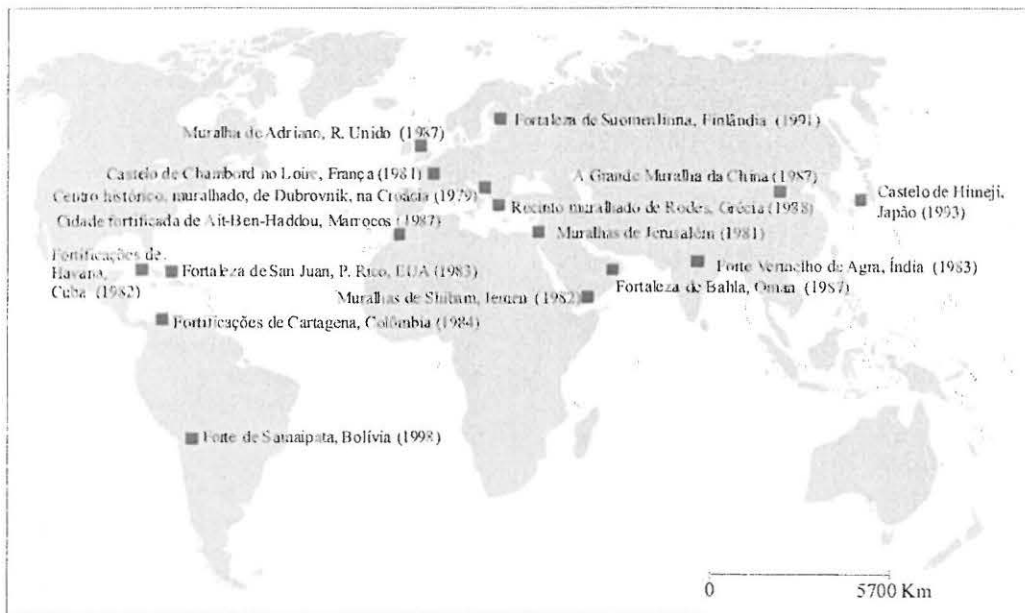 Fortaleza de Suomenlinna, Finlândia (1991)
Muralha de Adriano, R. Unido (1987)
Castelo de Chambord no Loire, França (1981)
A Grande Muralha da China (1987)
Centro histórico, muralhado, de Dubrovnik, na Croácia (1979)
Castelo de Himeji,
Japão (1993)
Recinto muralhado de Rodes, Grécia (1988)
Cidade fortificada de Ait-Ben-Haddou, Marrocos (1987)
Muralhas de Jerusalém (1981)
Fortificações de
Havana,
Cuba (1982)
Fortaleza de San Juan, P. Rico, EUA (1983)
Forte Vermelho de Agra, Índia (1983)
Fortaleza de Bahla, Oman (1987)
Muralhas de Shibam, Iemen (1982)
Fortificações de Cartagena, Colômbia (1984)
Forte de Samaipata, Bolívia (1998)
0 5700 Km